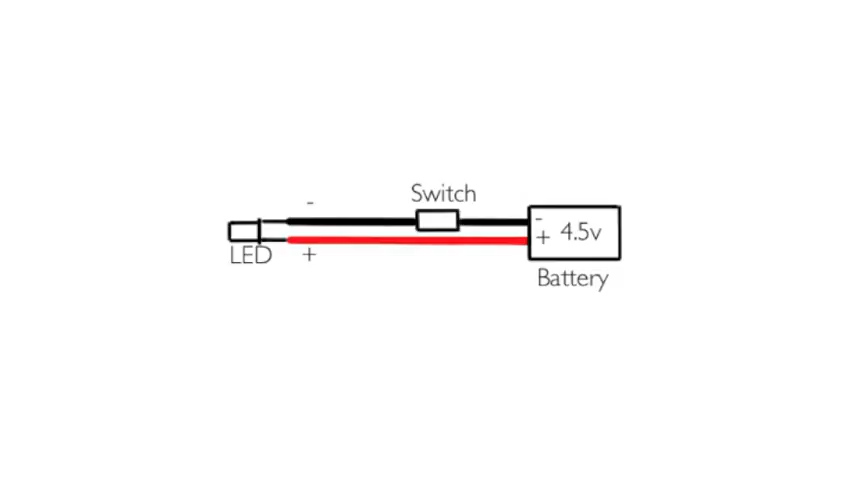 Switch
-
-
4.5v
+
LED
+
Battery